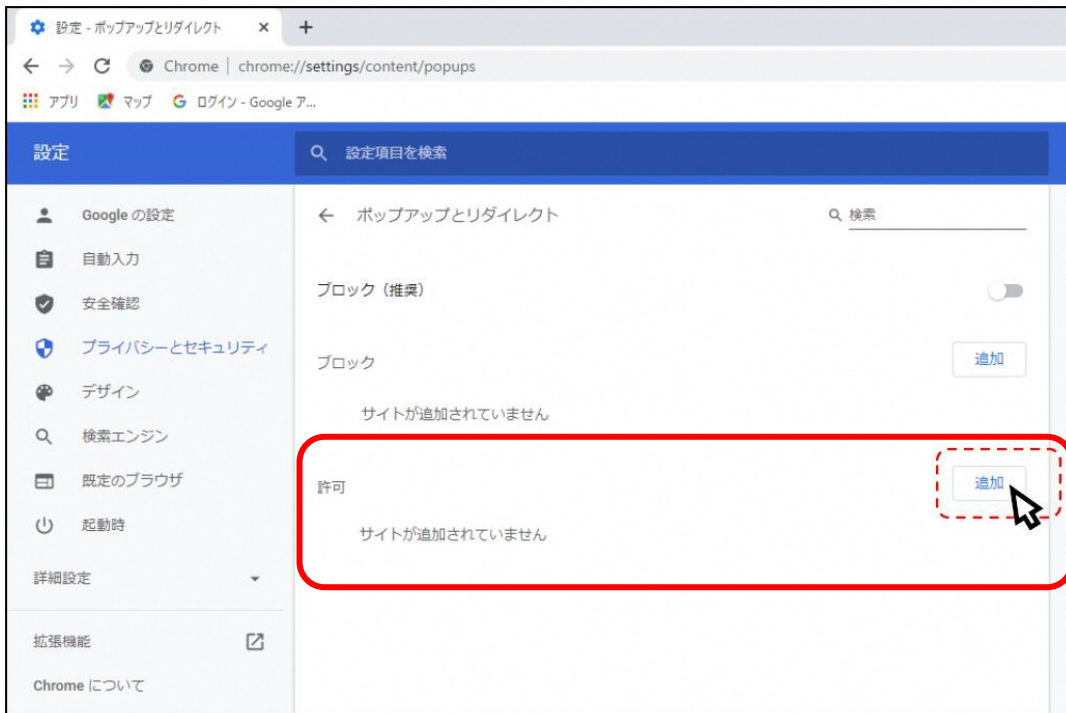 設定 - ポップアップとリダイレクト
Chrome | chrome://settings/content/popups
アプリ マップ ログイン - Google ア...
設定
設定項目を検索
Google の設定
自動入力
安全確認
プライバシーとセキュリティ
デザイン
検索エンジン
既定のブラウザ
起動時
詳細設定
拡張機能
Chrome について
ポップアップとリダイレクト
検索
ブロック（推奨）
ブロック
追加
サイトが追加されていません
許可
追加
サイトが追加されていません